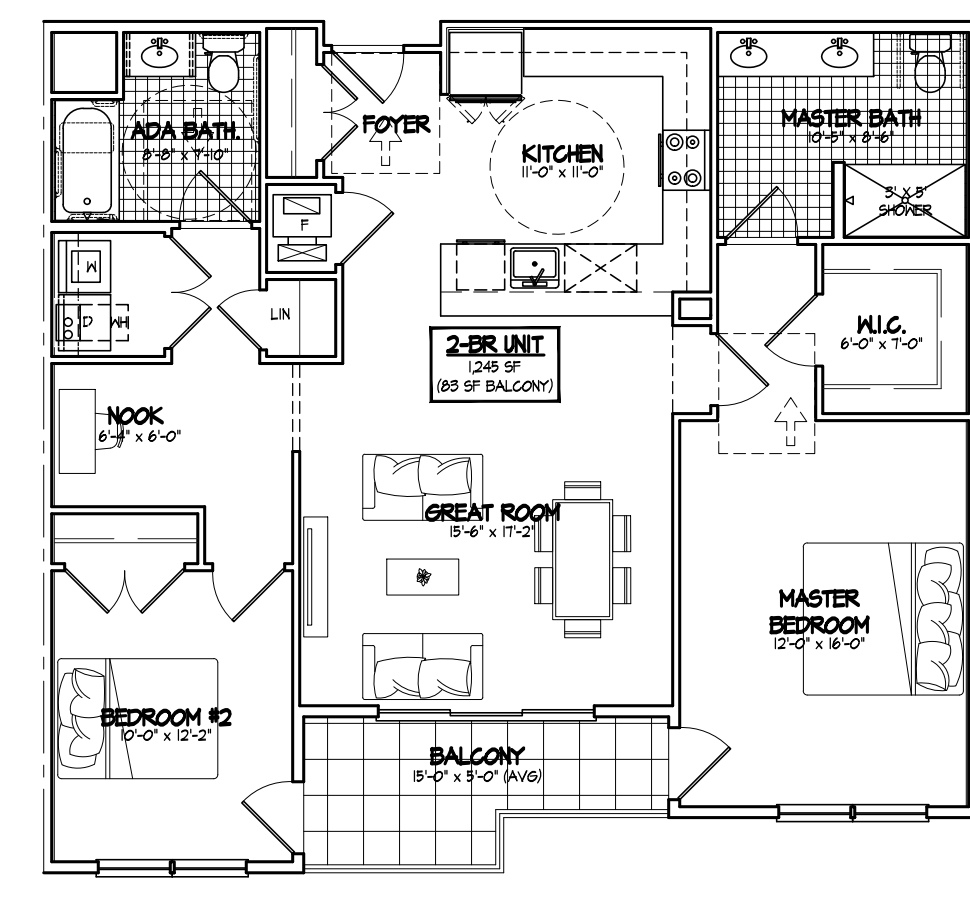 ADA BATH.
8'-8" x 7'-10"
FOYER
KITCHEN
11'-0" x 11'-0"
MASTER BATH
10'-5" x 8'-6"
3' X 5'
SHOWER
F
W
D
HW
LIN
2-BR UNIT
1,245 SF
(83 SF BALCONY)
W.I.C.
6'-0" x 7'-0"
NOOK
6'-4" x 6'-0"
GREAT ROOM
15'-6" x 17'-2"
MASTER
BEDROOM
12'-0" x 16'-0"
BEDROOM #2
10'-0" x 12'-2"
BALCONY
15'-0" x 5'-0" (AVG)